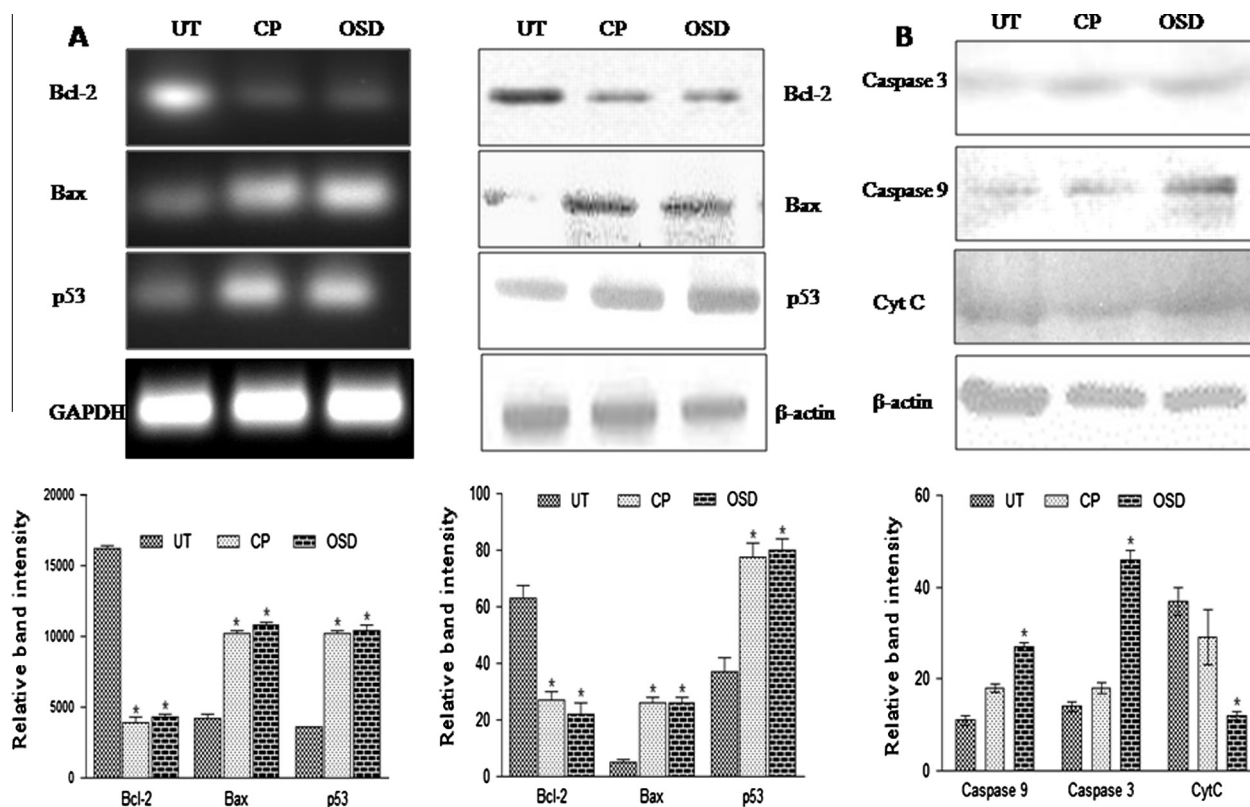 A
UT CP OSD
Bcl-2
Bax
p53
GAPDH
UT CP OSD
Bcl-2
Bax
p53
β-actin
B
UT CP OSD
Caspase 3
Caspase 9
Cyt C
β-actin
Relative band intensity
20000
15000
10000
5000
0
UT CP OSD
* * * * * *
Bcl-2 Bax p53
Relative band intensity
100
80
60
40
20
0
UT CP OSD
* * * * * *
Bcl-2 Bax p53
Relative band intensity
60
40
20
0
UT CP OSD
* * *
Caspase 9 Caspase 3 CytC